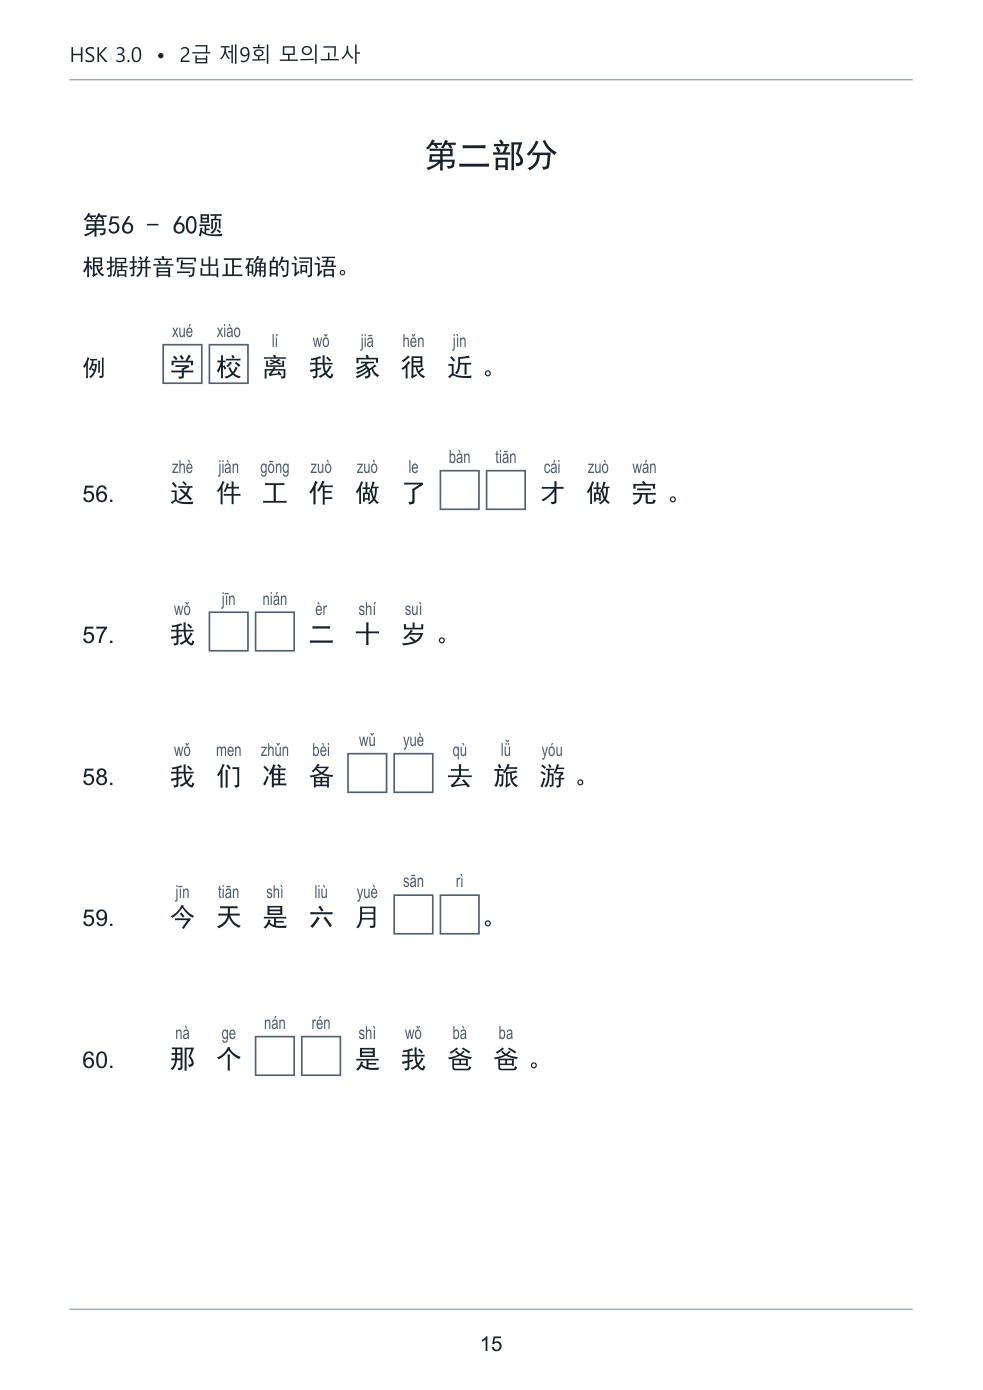 HSK 3.0 • 2급 제9회 모의고사
第二部分
第56 － 60题
根据拼音写出正确的词语。
xué xiào lí wǒ jiā hěn jìn
例 学 校 离 我 家 很 近 。
zhè jiàn gōng zuò zuò le bàn tiān cái zuò wán
56. 这 件 工 作 做 了 才 做 完 。
wǒ jīn nián èr shí suì
57. 我 二 十 岁 。
wǒ men zhǔn bèi wǔ yuè qù lǚ yóu
58. 我 们 准 备 去 旅 游 。
jīn tiān shì liù yuè sān rì
59. 今 天 是 六 月 。
nà ge nán rén shì wǒ bà ba
60. 那 个 是 我 爸 爸 。
15